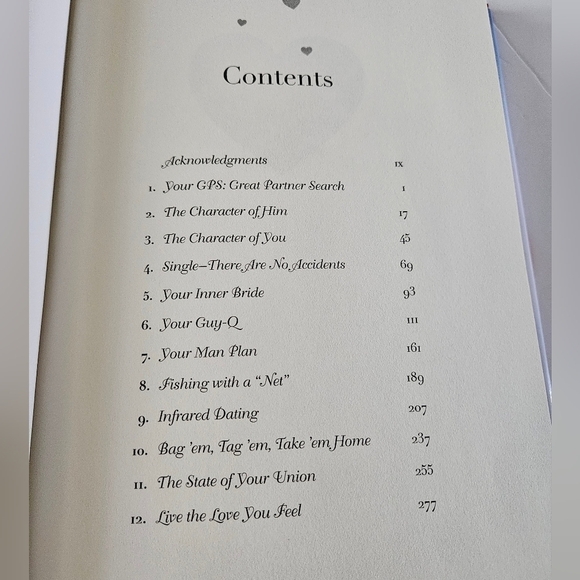 Contents
Acknowledgments ix
1. Your GPS: Great Partner Search 1
2. The Character of Him 17
3. The Character of You 45
4. Single—There Are No Accidents 69
5. Your Inner Bride 93
6. Your Guy-Q 111
7. Your Man Plan 161
8. Fishing with a “Net” 189
9. Infrared Dating 207
10. Bag ’em, Tag ’em, Take ’em Home 237
11. The State of Your Union 255
12. Live the Love You Feel 277